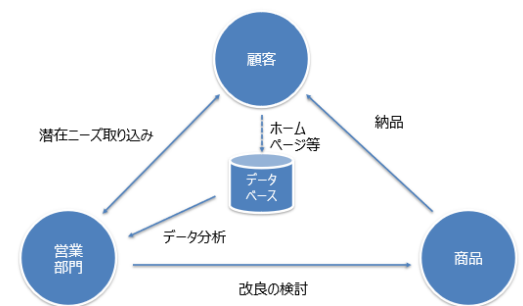 顧客
潜在ニーズ取り込み
ホーム
ページ等
納品
データ
ベース
データ分析
営業
部門
商品
改良の検討